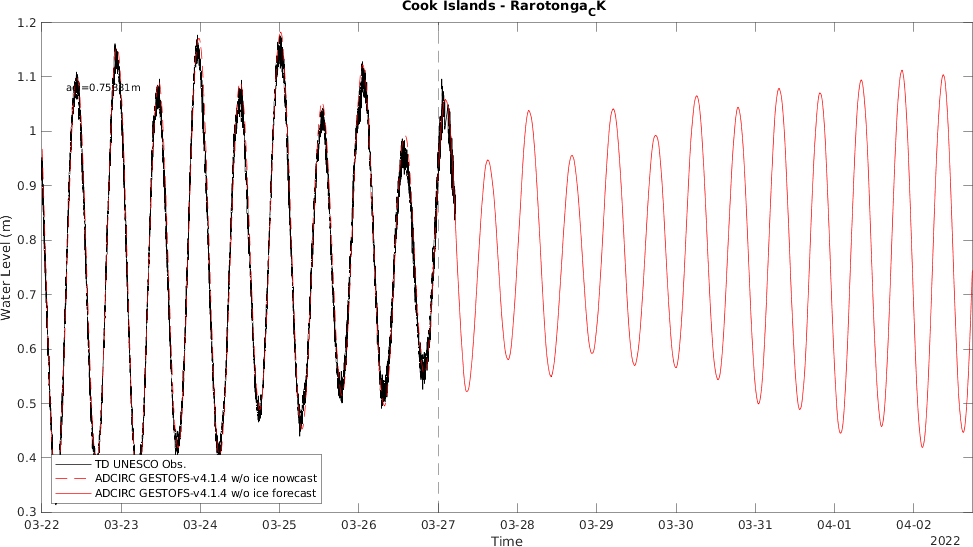 Cook Islands - RarotongaCK
1.2
1.1
1
0.9
0.8
0.7
0.6
0.5
0.4
0.3
Water Level (m)
TD UNESCO Obs.
ADCIRC GESTOFS-v4.1.4 w/o ice nowcast
ADCIRC GESTOFS-v4.1.4 w/o ice forecast
03-22 03-23 03-24 03-25 03-26 03-27 03-28 03-29 03-30 03-31 04-01 04-02
Time
2022